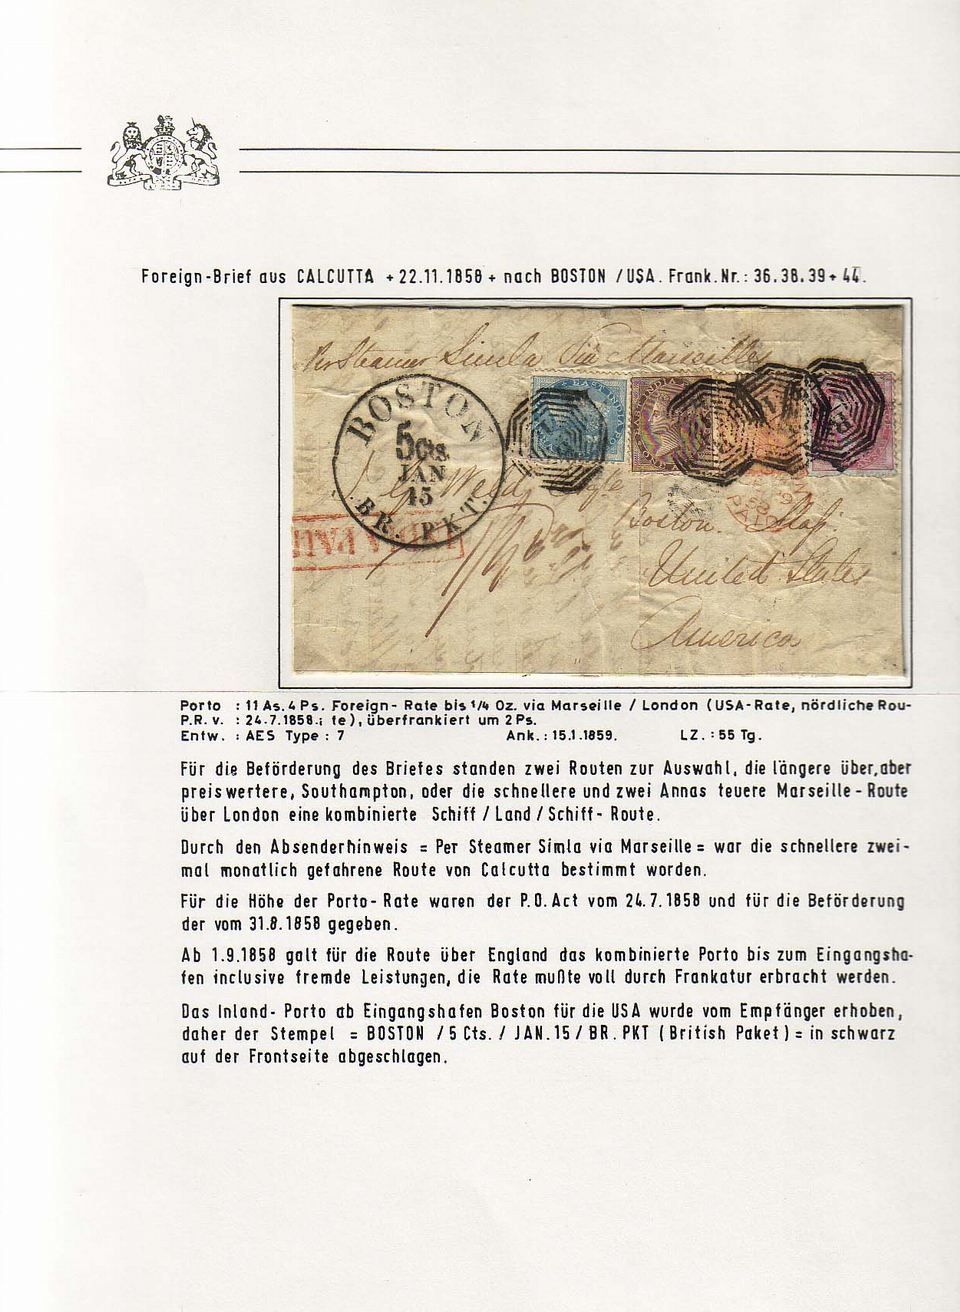 Foreign-Brief aus CALCUTTA + 22.11.1858 + nach BOSTON / USA. Frank.Nr.: 36.38.39+44.
Per Steamer Simla Via Marseilles
BOSTON
5cts.
JAN
15
BR. PKT.
EAST INDIA
INDIA
INDIA PAID
PAID
Boston. Mass.
United States
America
Porto : 11 As. 4 Ps. Foreign- Rate bis 1/4 Oz. via Marseille / London (USA-Rate, nördliche Rou-
P.R. v. : 24.7.1858.; te), überfrankiert um 2 Ps.
Entw. : AES Type : 7 Ank.: 15.1.1859. LZ. : 55 Tg.
Für die Beförderung des Briefes standen zwei Routen zur Auswahl, die längere über, aber
preiswertere, Southampton, oder die schnellere und zwei Annas teuere Marseille - Route
über London eine kombinierte Schiff / Land / Schiff - Route.
Durch den Absenderhinweis = Per Steamer Simla via Marseille = war die schnellere zwei-
mal monatlich gefahrene Route von Calcutta bestimmt worden.
Für die Höhe der Porto- Rate waren der P.O. Act vom 24.7.1858 und für die Beförderung
der vom 31.8.1858 gegeben.
Ab 1.9.1858 galt für die Route über England das kombinierte Porto bis zum Eingangsha-
fen inclusive fremde Leistungen, die Rate mußte voll durch Frankatur erbracht werden.
Das Inland- Porto ab Eingangshafen Boston für die USA wurde vom Empfänger erhoben,
daher der Stempel = BOSTON / 5 Cts. / JAN. 15 / BR. PKT (British Paket) = in schwarz
auf der Frontseite abgeschlagen.